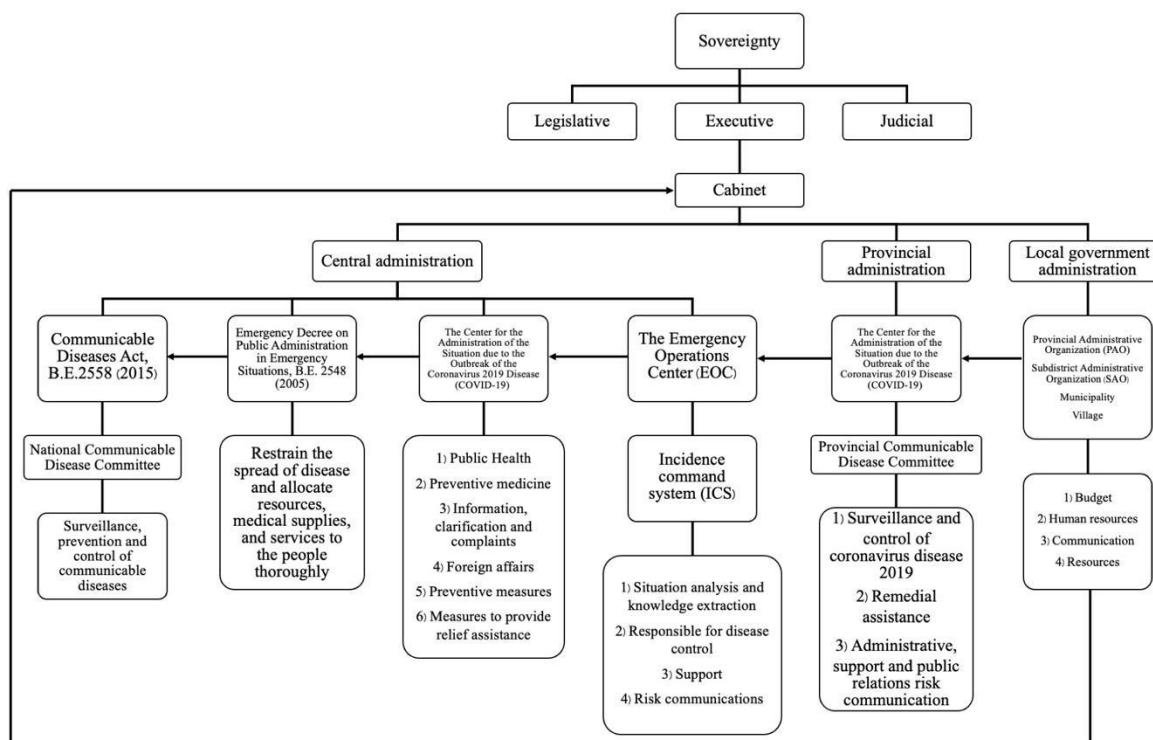 Sovereignty
Legislative
Executive
Judicial
Cabinet
Central administration
Provincial
administration
Local government
administration
Communicable
Diseases Act,
B.E.2558 (2015)
Emergency Decree on
Public Administration
in Emergency
Situations, B.E. 2548
(2005)
The Center for the
Administration of the
Situation due to the
Outbreak of the
Coronavirus 2019 Disease
(COVID-19)
The Emergency
Operations
Center (EOC)
The Center for the
Administration of the
Situation due to the
Outbreak of the
Coronavirus 2019 Disease
(COVID-19)
Provincial Administrative
Organization (PAO)
Subdistrict Administrative
Organization (SAO)
Municipality
Village
National Communicable
Disease Committee
Restrain the
spread of disease
and allocate
resources,
medical supplies,
and services to
the people
thoroughly
1) Public Health
2) Preventive medicine
3) Information,
clarification and
complaints
4) Foreign affairs
5) Preventive measures
6) Measures to provide
relief assistance
Incidence
command
system (ICS)
Provincial Communicable
Disease Committee
1) Budget
2) Human resources
3) Communication
4) Resources
Surveillance,
prevention and
control of
communicable
diseases
1) Situation analysis and
knowledge extraction
2) Responsible for disease
control
3) Support
4) Risk communications
1) Surveillance and
control of
coronavirus disease
2019
2) Remedial
assistance
3) Administrative,
support and public
relations risk
communication